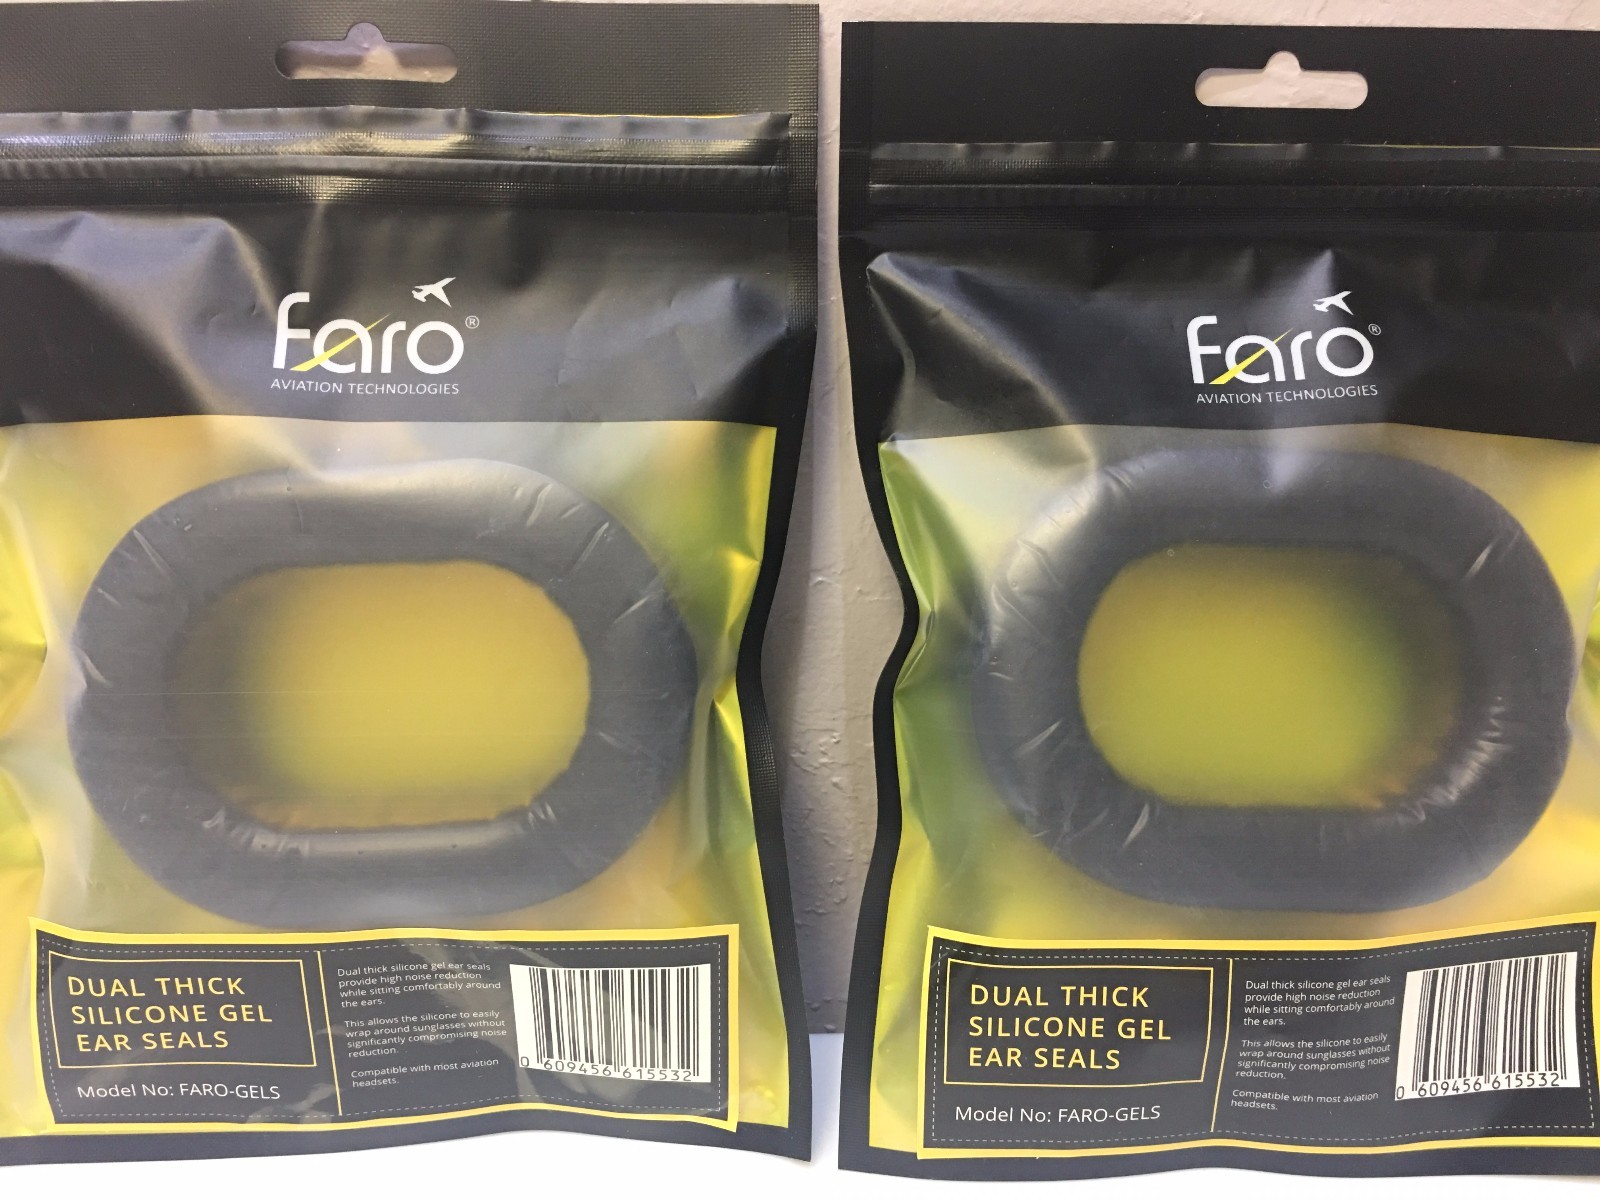 faro®
AVIATION TECHNOLOGIES
DUAL THICK
SILICONE GEL
EAR SEALS
Model No: FARO-GELS
Dual thick silicone gel ear seals
provide high noise reduction
while sitting comfortably around
the ears.
This allows the silicone to easily
wrap around sunglasses without
significantly compromising noise
reduction.
Compatible with most aviation
headsets.
0 609456 615532
faro®
AVIATION TECHNOLOGIES
DUAL THICK
SILICONE GEL
EAR SEALS
Model No: FARO-GELS
Dual thick silicone gel ear seals
provide high noise reduction
while sitting comfortably around
the ears.
This allows the silicone to easily
wrap around sunglasses without
significantly compromising noise
reduction.
Compatible with most aviation
headsets.
0 609456 615532